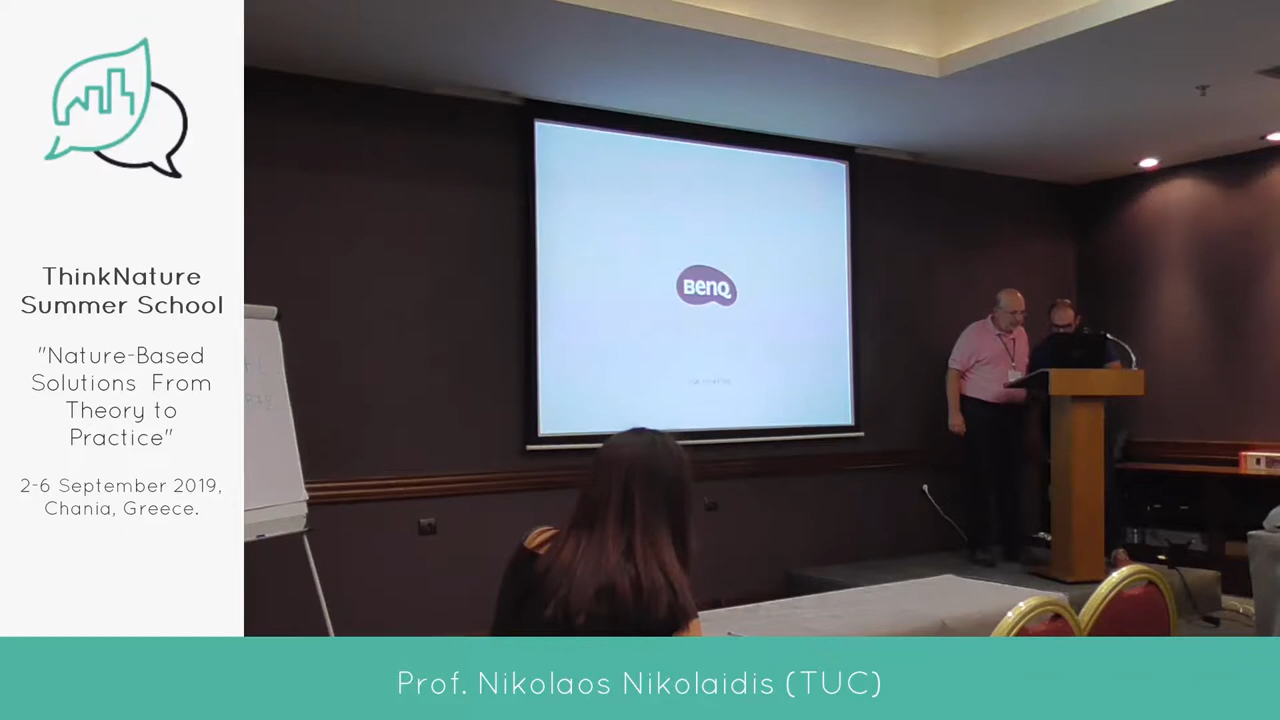 ThinkNature
Summer School
"Nature-Based
Solutions From
Theory to
Practice"
2-6 September 2019,
Chania, Greece.
BenQ
Prof. Nikolaos Nikolaidis (TUC)